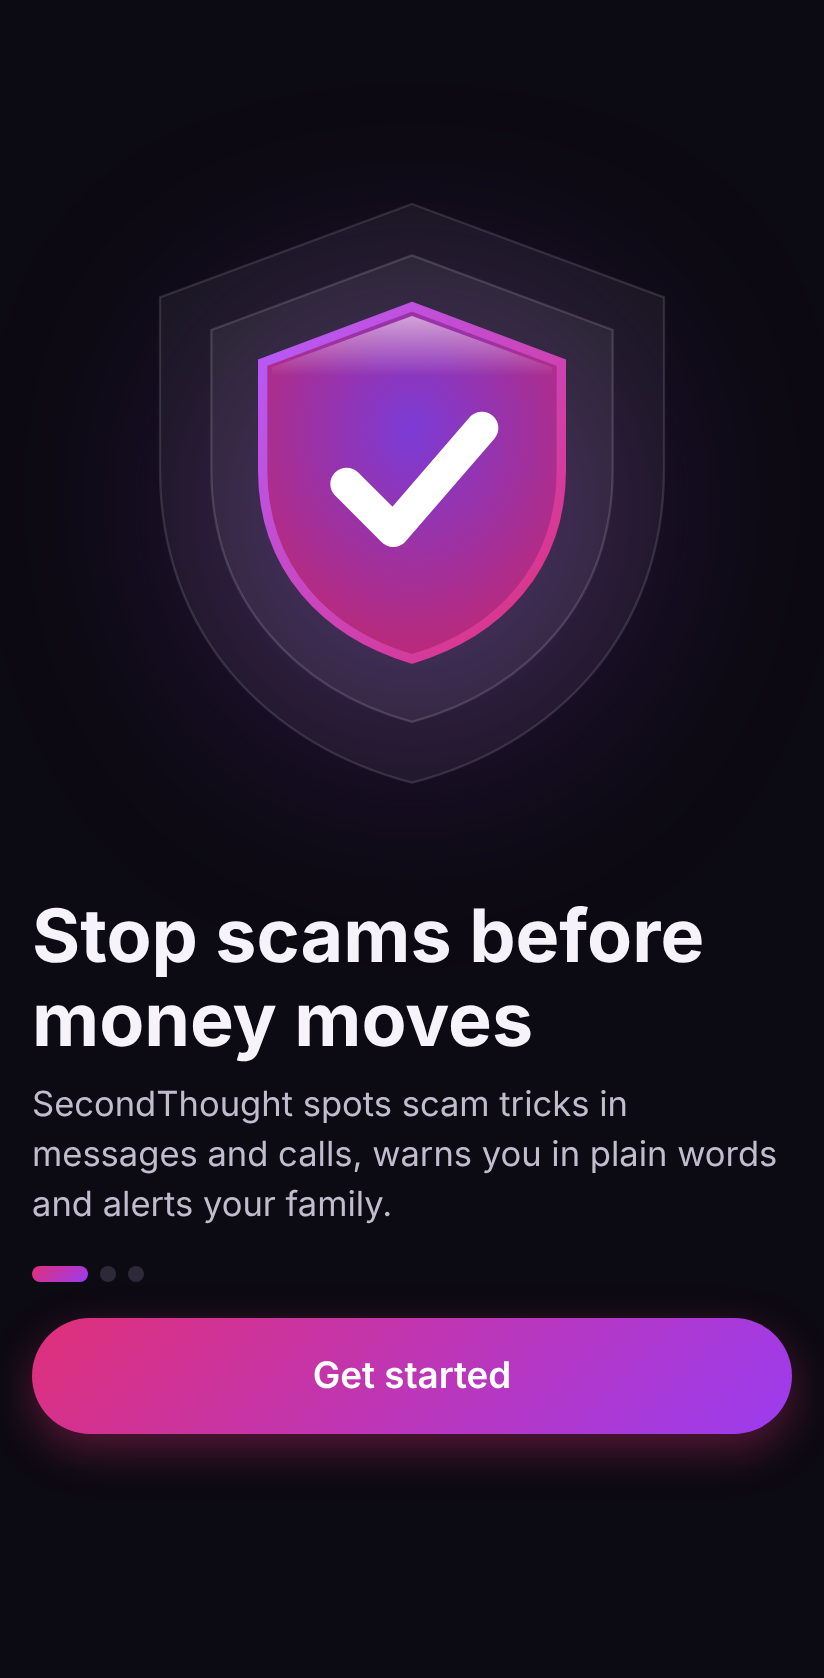 Stop scams before
money moves
SecondThought spots scam tricks in
messages and calls, warns you in plain words
and alerts your family.
Get started